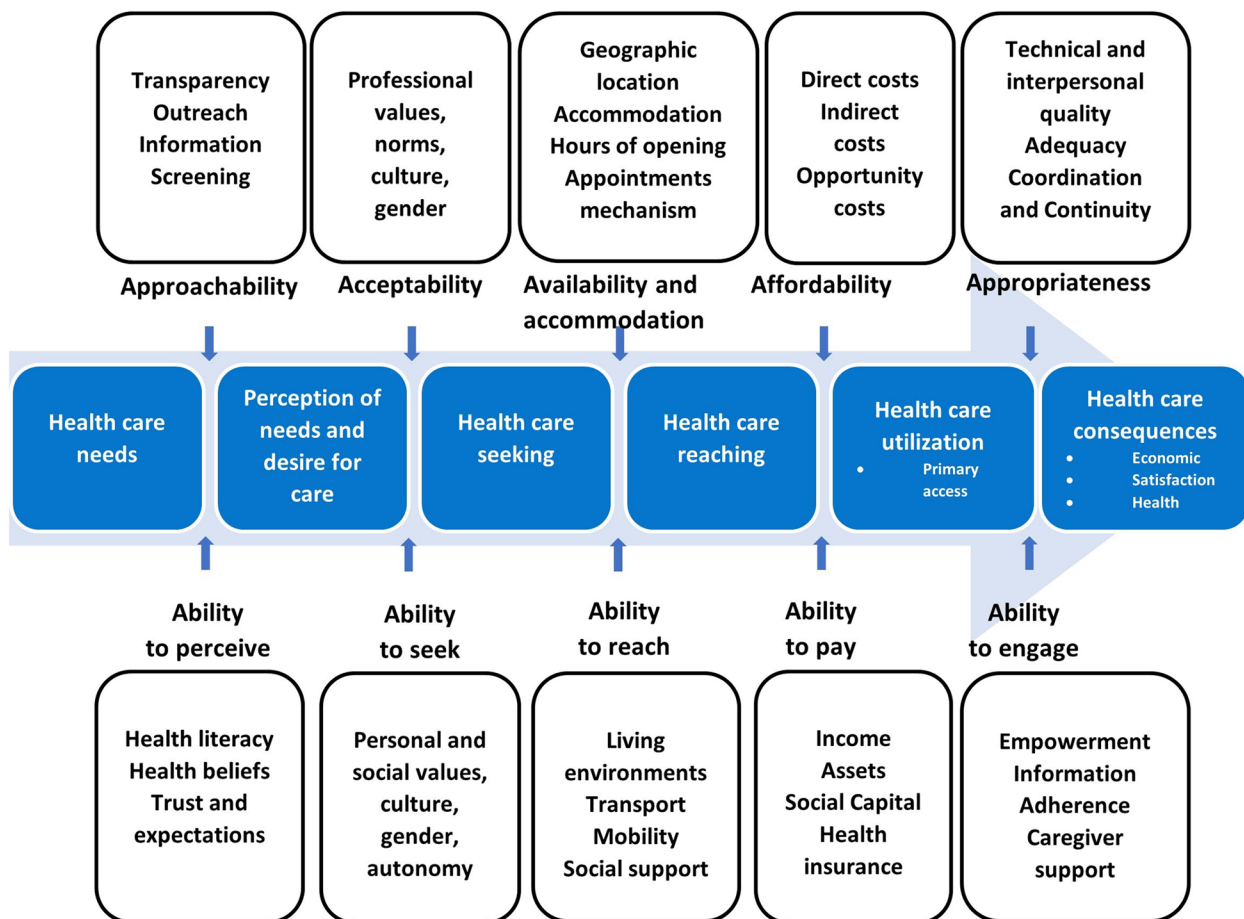 Transparency
Outreach
Information
Screening
Professional
values,
norms,
culture,
gender
Geographic
location
Accommodation
Hours of opening
Appointments
mechanism
Direct costs
Indirect
costs
Opportunity
costs
Technical and
interpersonal
quality
Adequacy
Coordination
and Continuity
Approachability
Acceptability
Availability and
accommodation
Affordability
Appropriateness
Health care
needs
Perception of
needs and
desire for
care
Health care
seeking
Health care
reaching
Health care
utilization
• Primary
access
Health care
consequences
• Economic
• Satisfaction
• Health
Ability
to perceive
Ability
to seek
Ability
to reach
Ability
to pay
Ability
to engage
Health literacy
Health beliefs
Trust and
expectations
Personal and
social values,
culture,
gender,
autonomy
Living
environments
Transport
Mobility
Social support
Income
Assets
Social Capital
Health
insurance
Empowerment
Information
Adherence
Caregiver
support